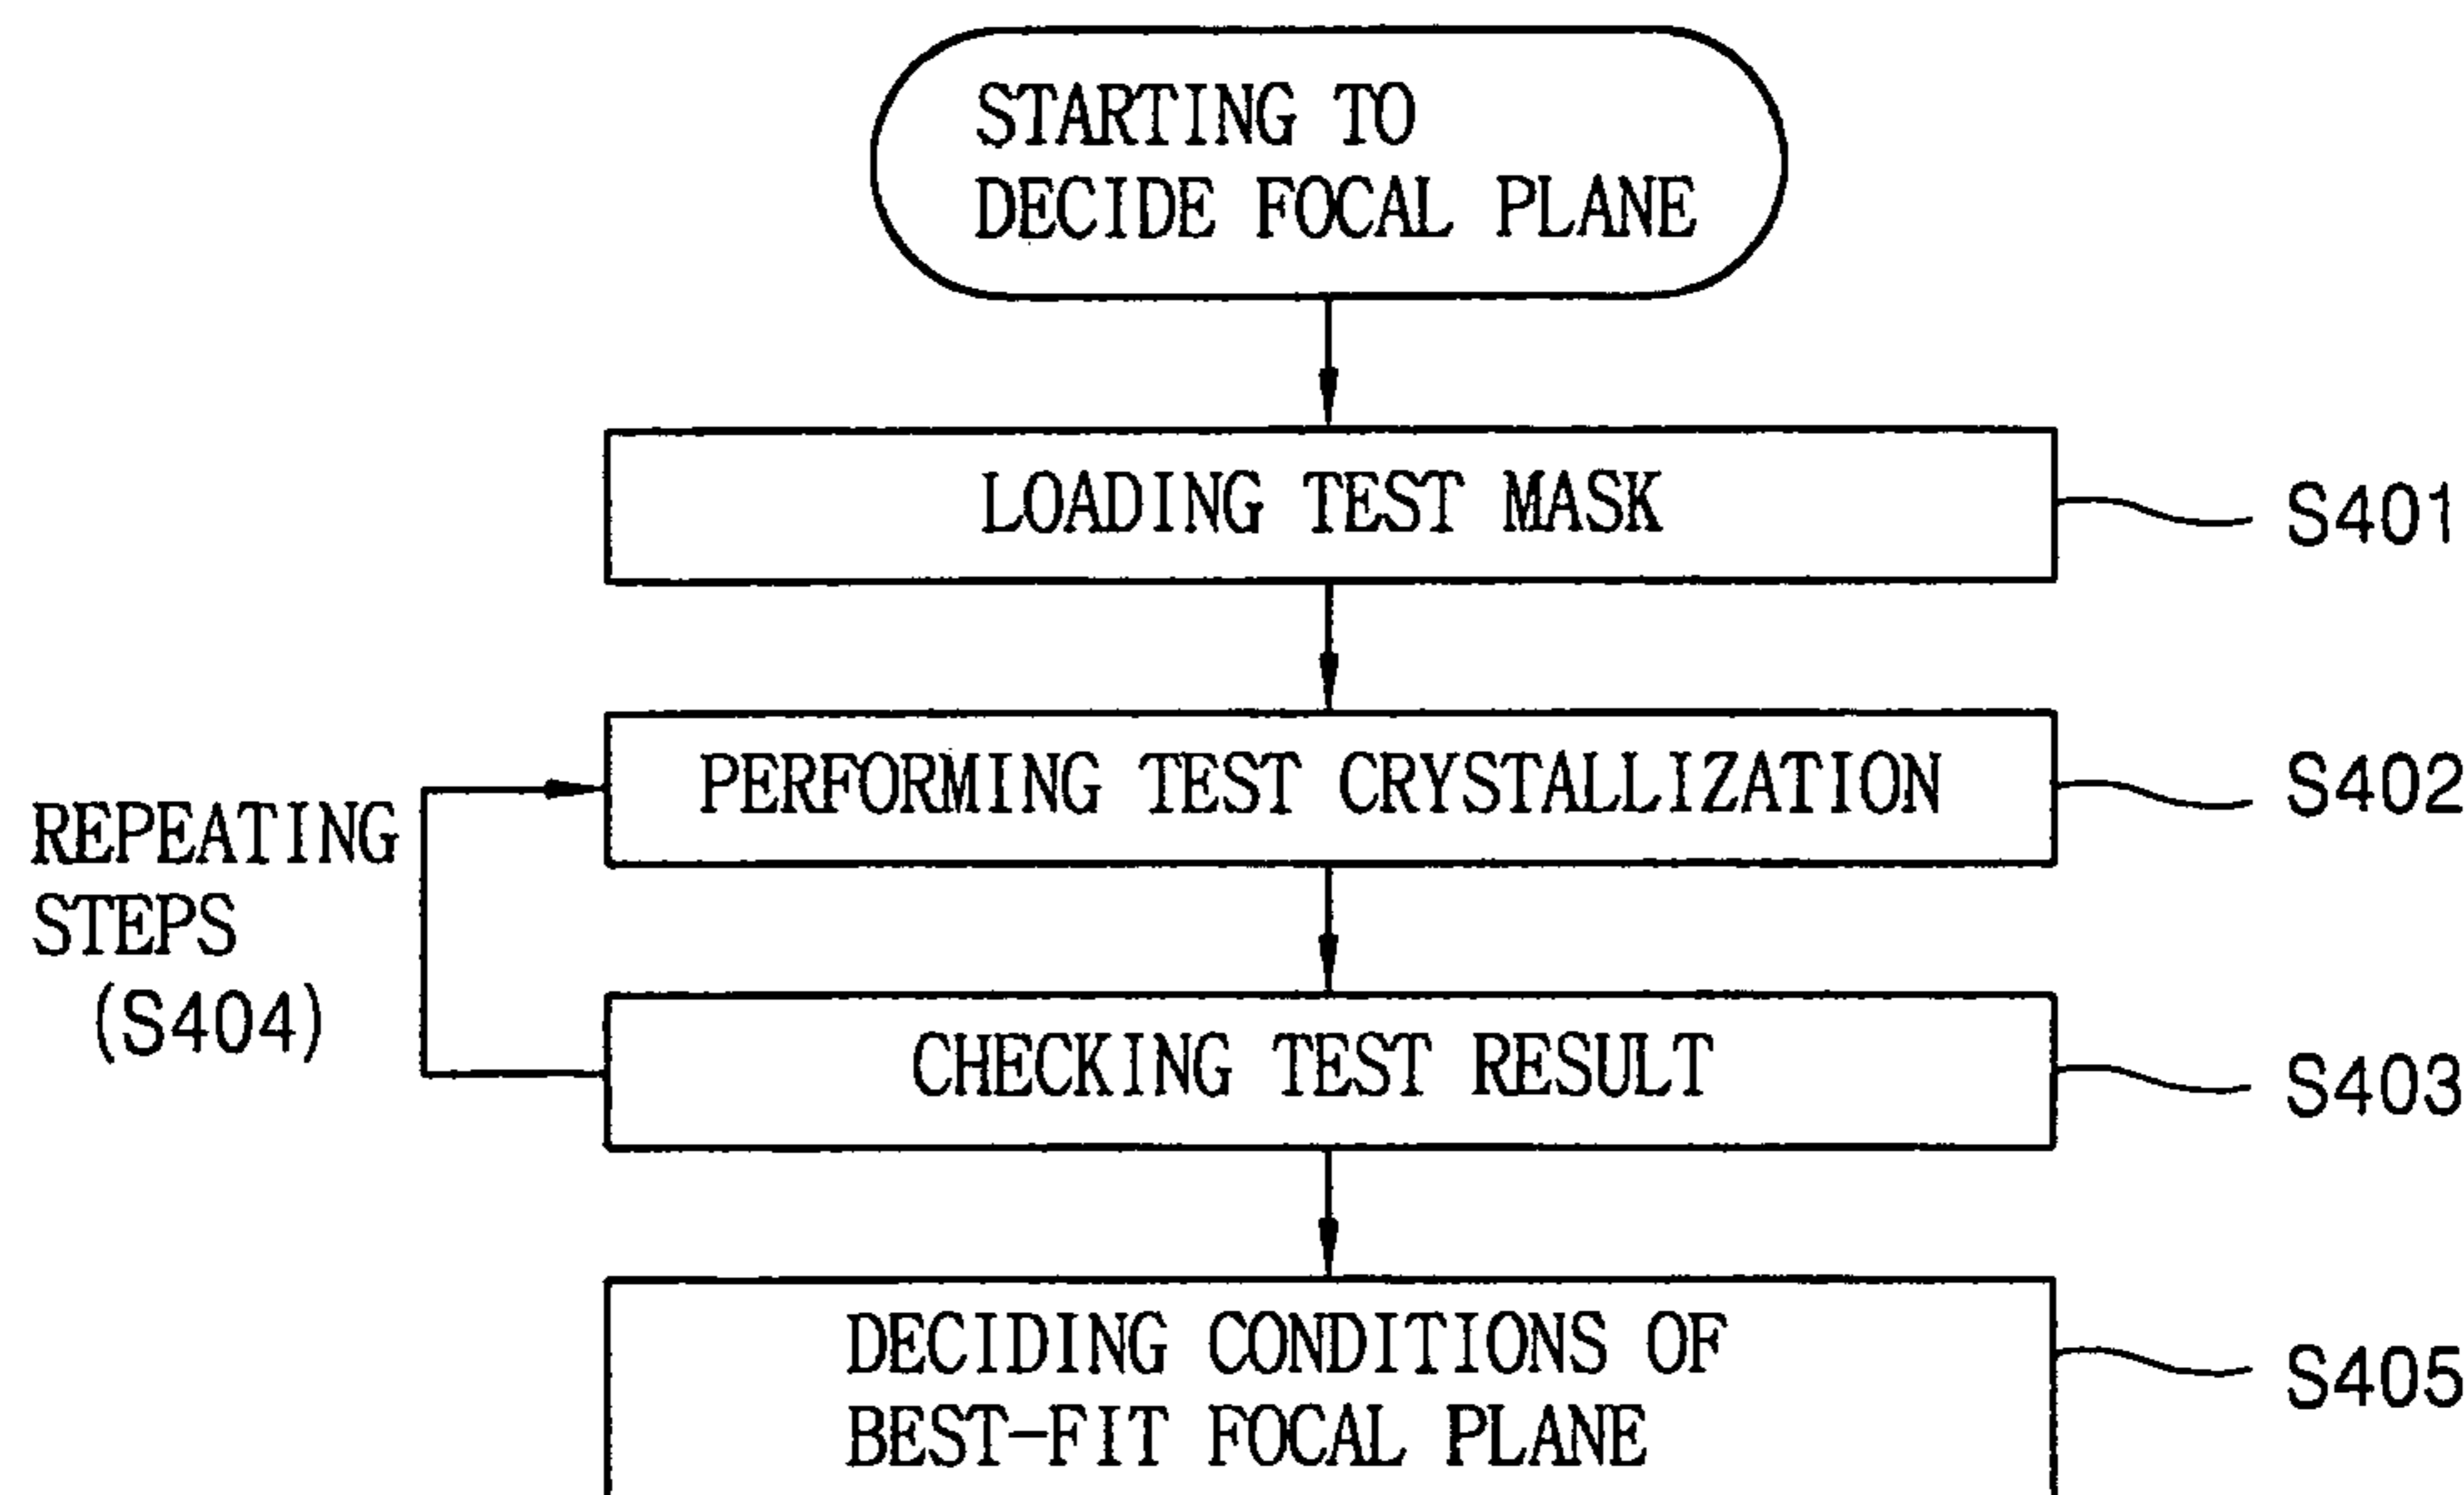 STARTING TO
DECIDE FOCAL PLANE
LOADING TEST MASK
S401
PERFORMING TEST CRYSTALLIZATION
S402
REPEATING
STEPS
(S404)
CHECKING TEST RESULT
S403
DECIDING CONDITIONS OF
BEST-FIT FOCAL PLANE
S405